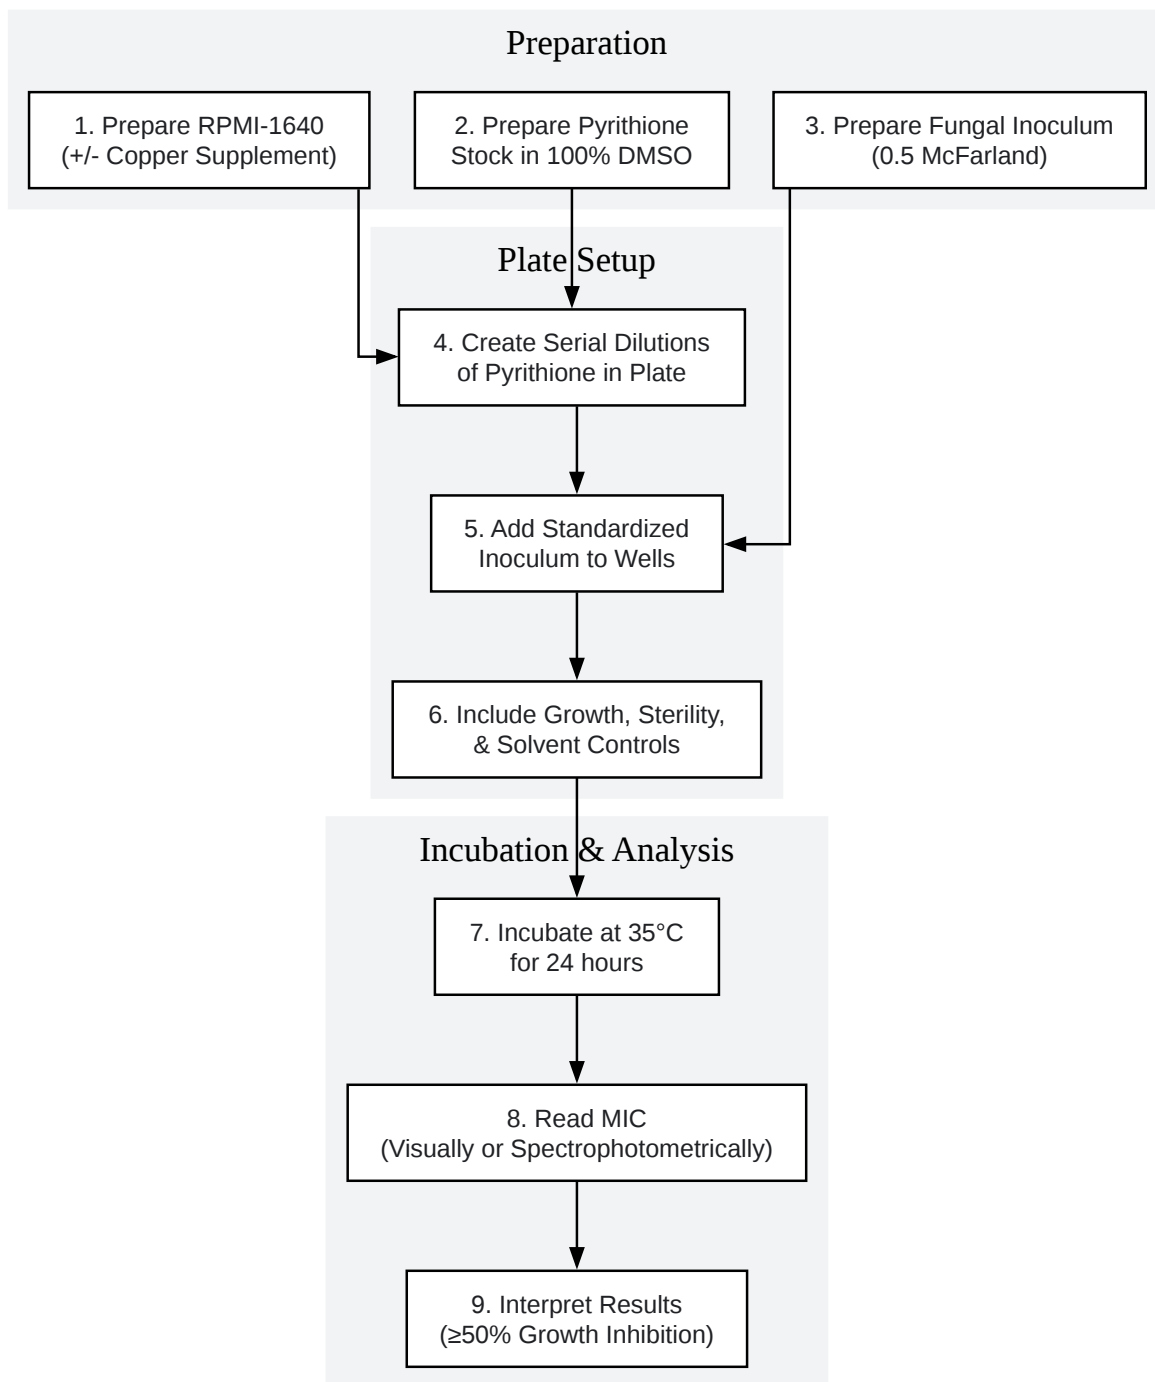 Preparation
1. Prepare RPMI-1640
(+/- Copper Supplement)
2. Prepare Pyrithione
Stock in 100% DMSO
3. Prepare Fungal Inoculum
(0.5 McFarland)
Plate Setup
4. Create Serial Dilutions
of Pyrithione in Plate
5. Add Standardized
Inoculum to Wells
6. Include Growth, Sterility,
& Solvent Controls
Incubation & Analysis
7. Incubate at 35°C
for 24 hours
8. Read MIC
(Visually or Spectrophotometrically)
9. Interpret Results
(≥50% Growth Inhibition)